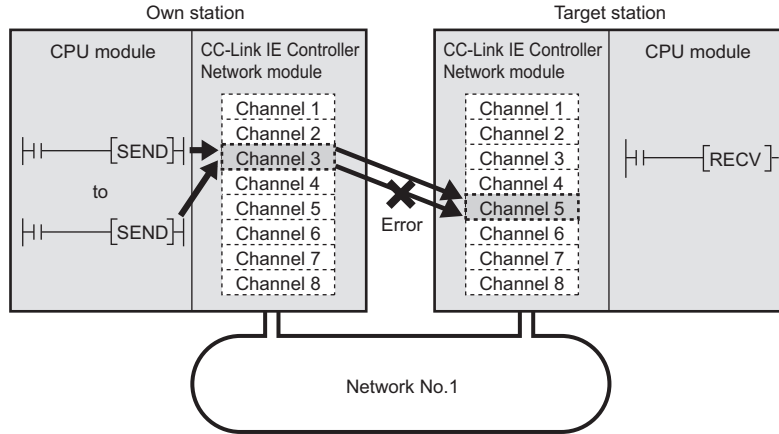 Own station
Target station
CPU module
CC-Link IE Controller
Network module
CC-Link IE Controller
Network module
CPU module
Channel 1
Channel 2
Channel 3
Channel 4
Channel 5
Channel 6
Channel 7
Channel 8
Channel 1
Channel 2
Channel 3
Channel 4
Channel 5
Channel 6
Channel 7
Channel 8
SEND
to
SEND
Error
RECV
Network No.1